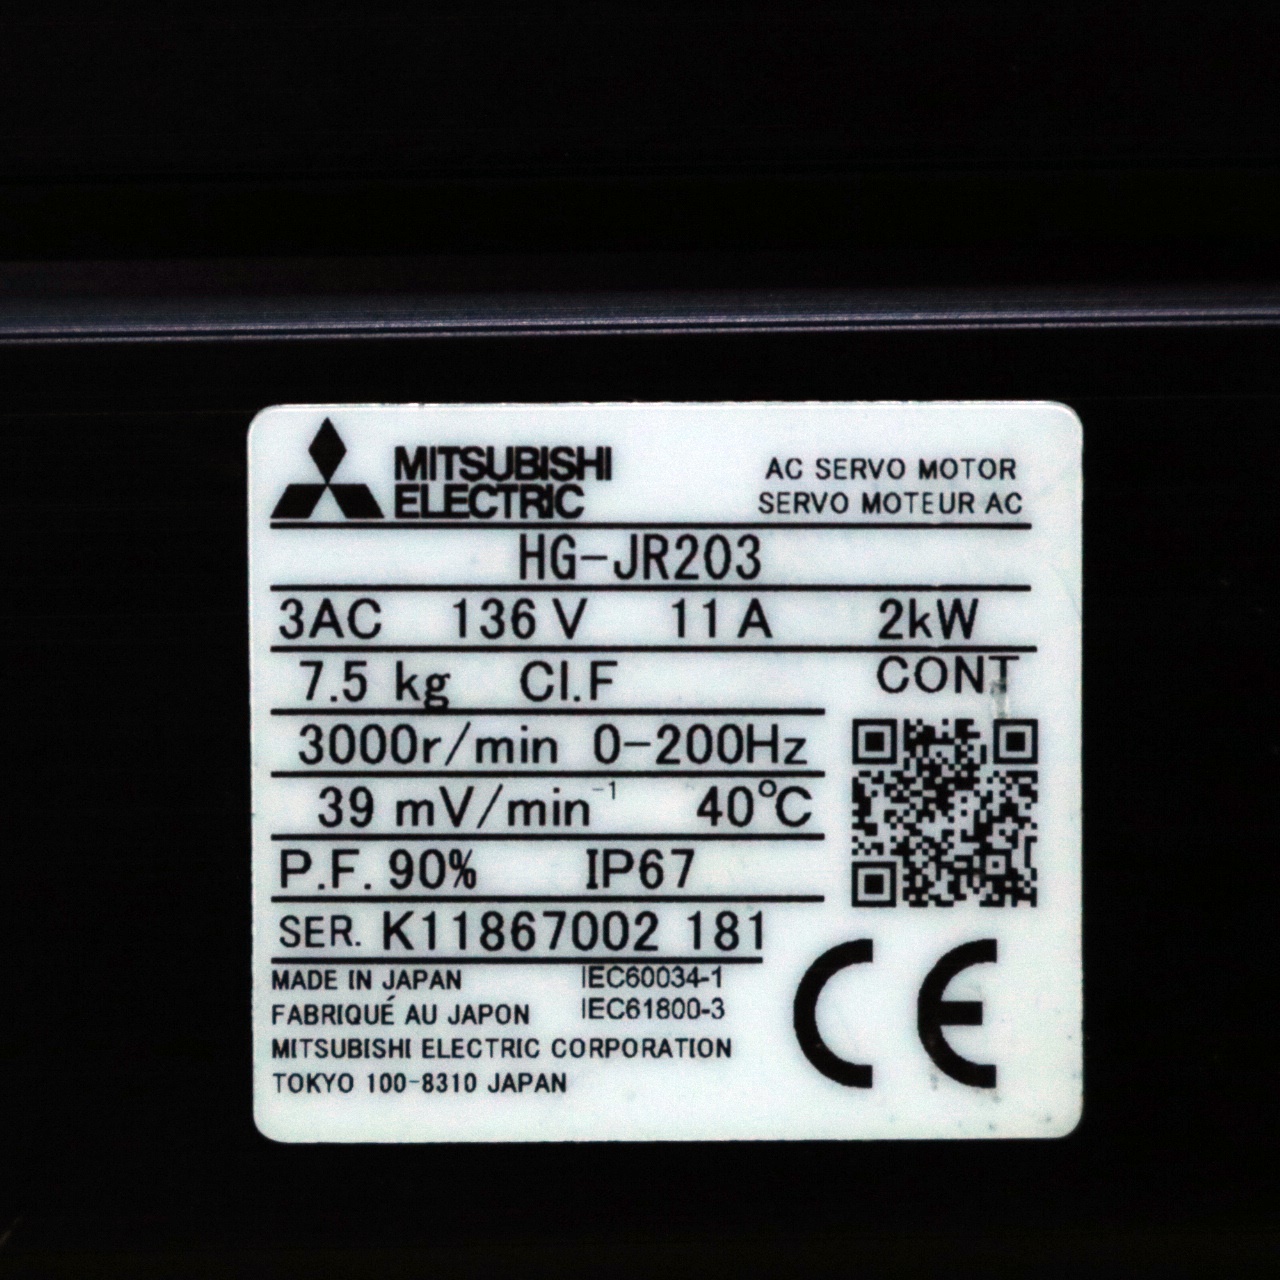 MITSUBISHI
ELECTRIC
AC SERVO MOTOR
SERVO MOTEUR AC
HG-JR203
3AC 136 V 11 A 2kW
7.5 kg Cl.F CONT
3000r/min 0-200Hz
39 mV/min⁻¹ 40°C
P.F. 90% IP67
SER. K11867002 181
MADE IN JAPAN IEC60034-1
FABRIQUÉ AU JAPON IEC61800-3
MITSUBISHI ELECTRIC CORPORATION
TOKYO 100-8310 JAPAN
CE